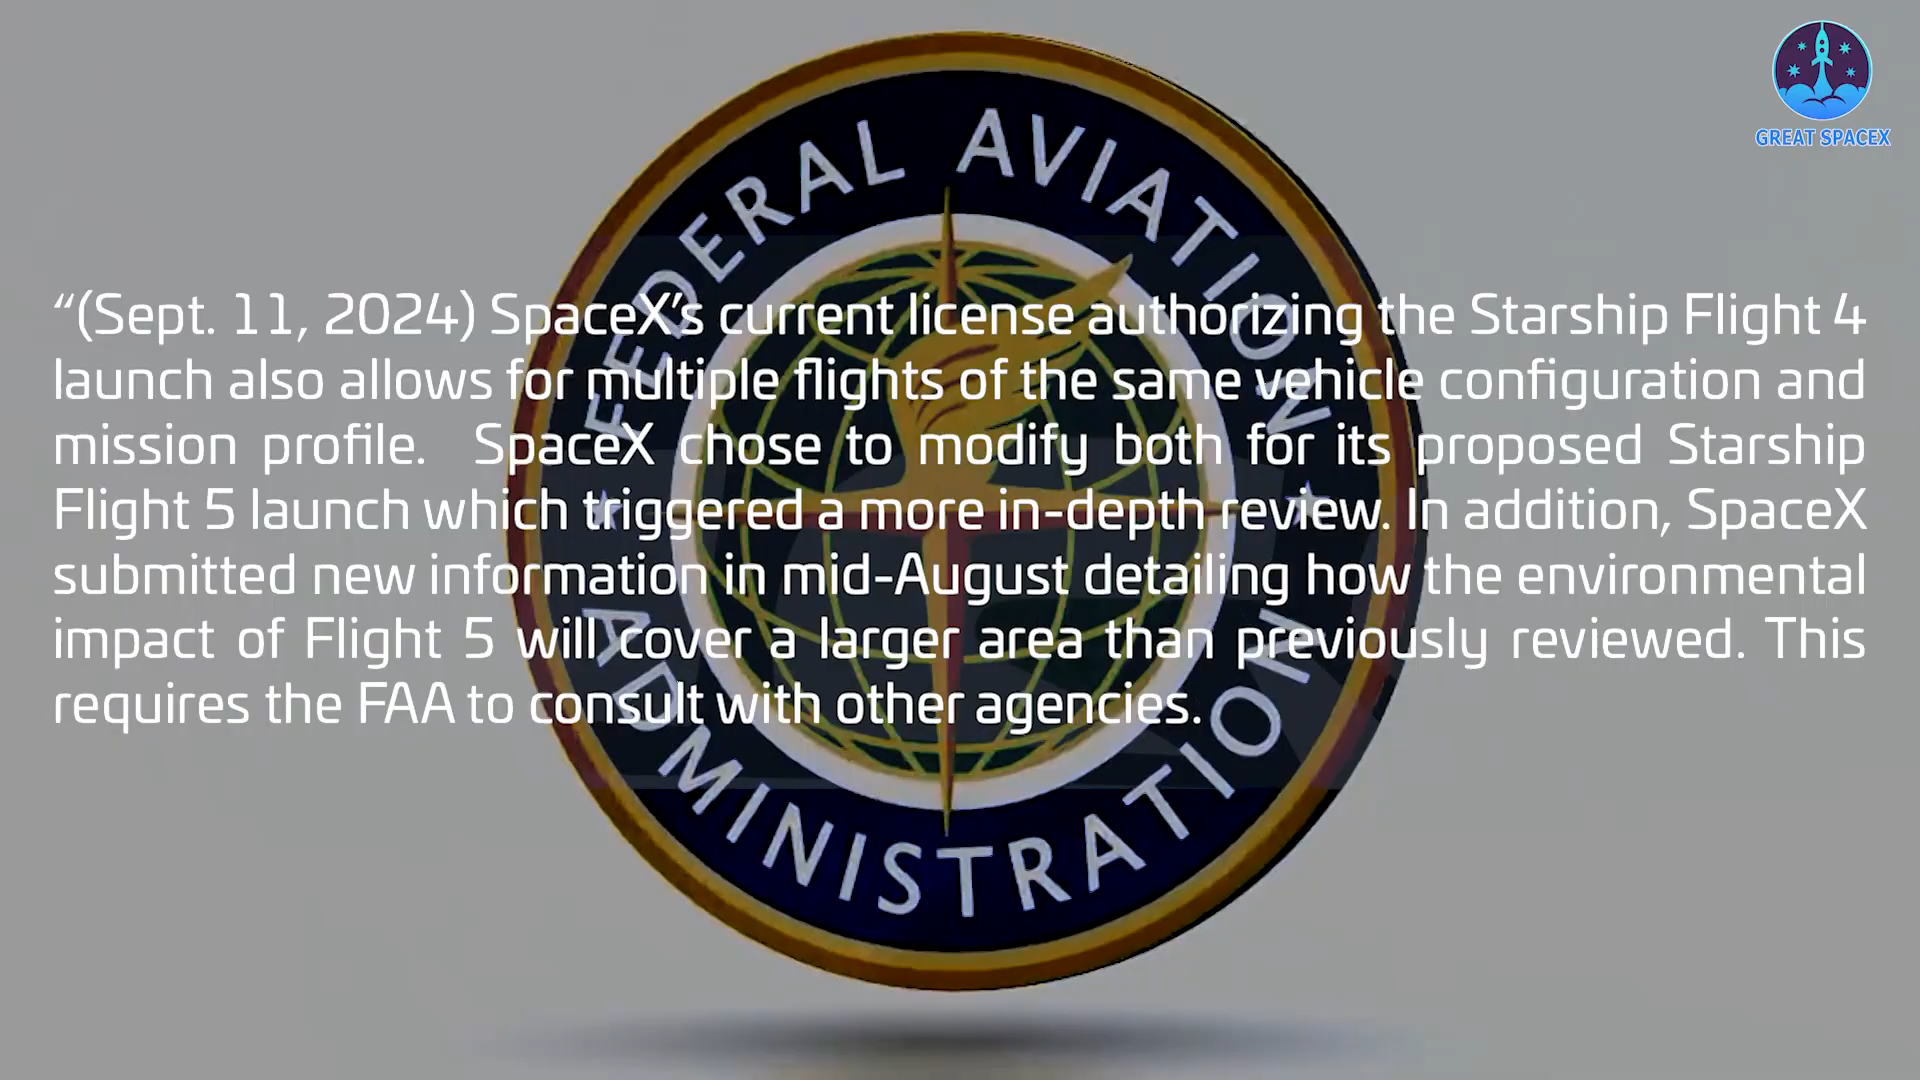 GREAT SPACEX
FEDERAL AVIATION
“(Sept. 11, 2024) SpaceX’s current license authorizing the Starship Flight 4
launch also allows for multiple flights of the same vehicle configuration and
mission profile.  SpaceX chose to modify both for its proposed Starship
Flight 5 launch which triggered a more in-depth review. In addition, SpaceX
submitted new information in mid-August detailing how the environmental
impact of Flight 5 will cover a larger area than previously reviewed. This
requires the FAA to consult with other agencies.
ADMINISTRATION